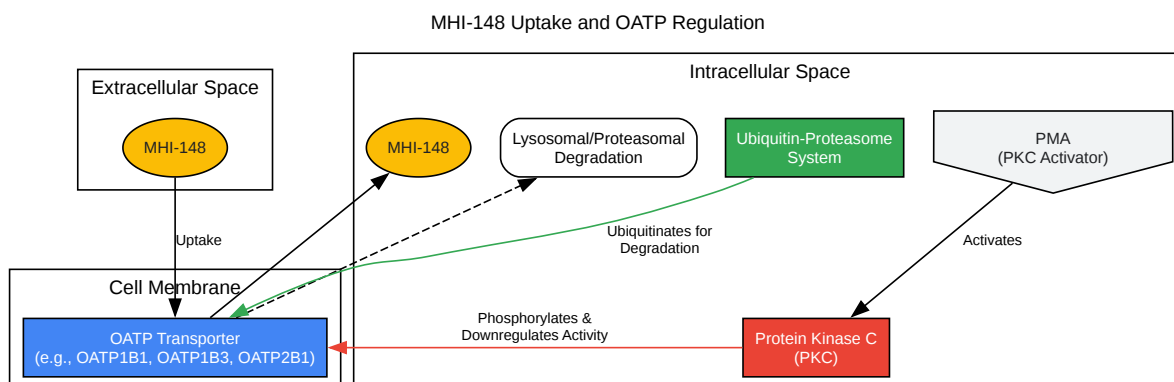 MHI-148 Uptake and OATP Regulation
Extracellular Space
Intracellular Space
MHI-148
MHI-148
Lysosomal/Proteasomal
Degradation
Ubiquitin-Proteasome
System
PMA
(PKC Activator)
Uptake
Ubiquitinates for
Degradation
Activates
Cell Membrane
OATP Transporter
(e.g., OATP1B1, OATP1B3, OATP2B1)
Phosphorylates &
Downregulates Activity
Protein Kinase C
(PKC)